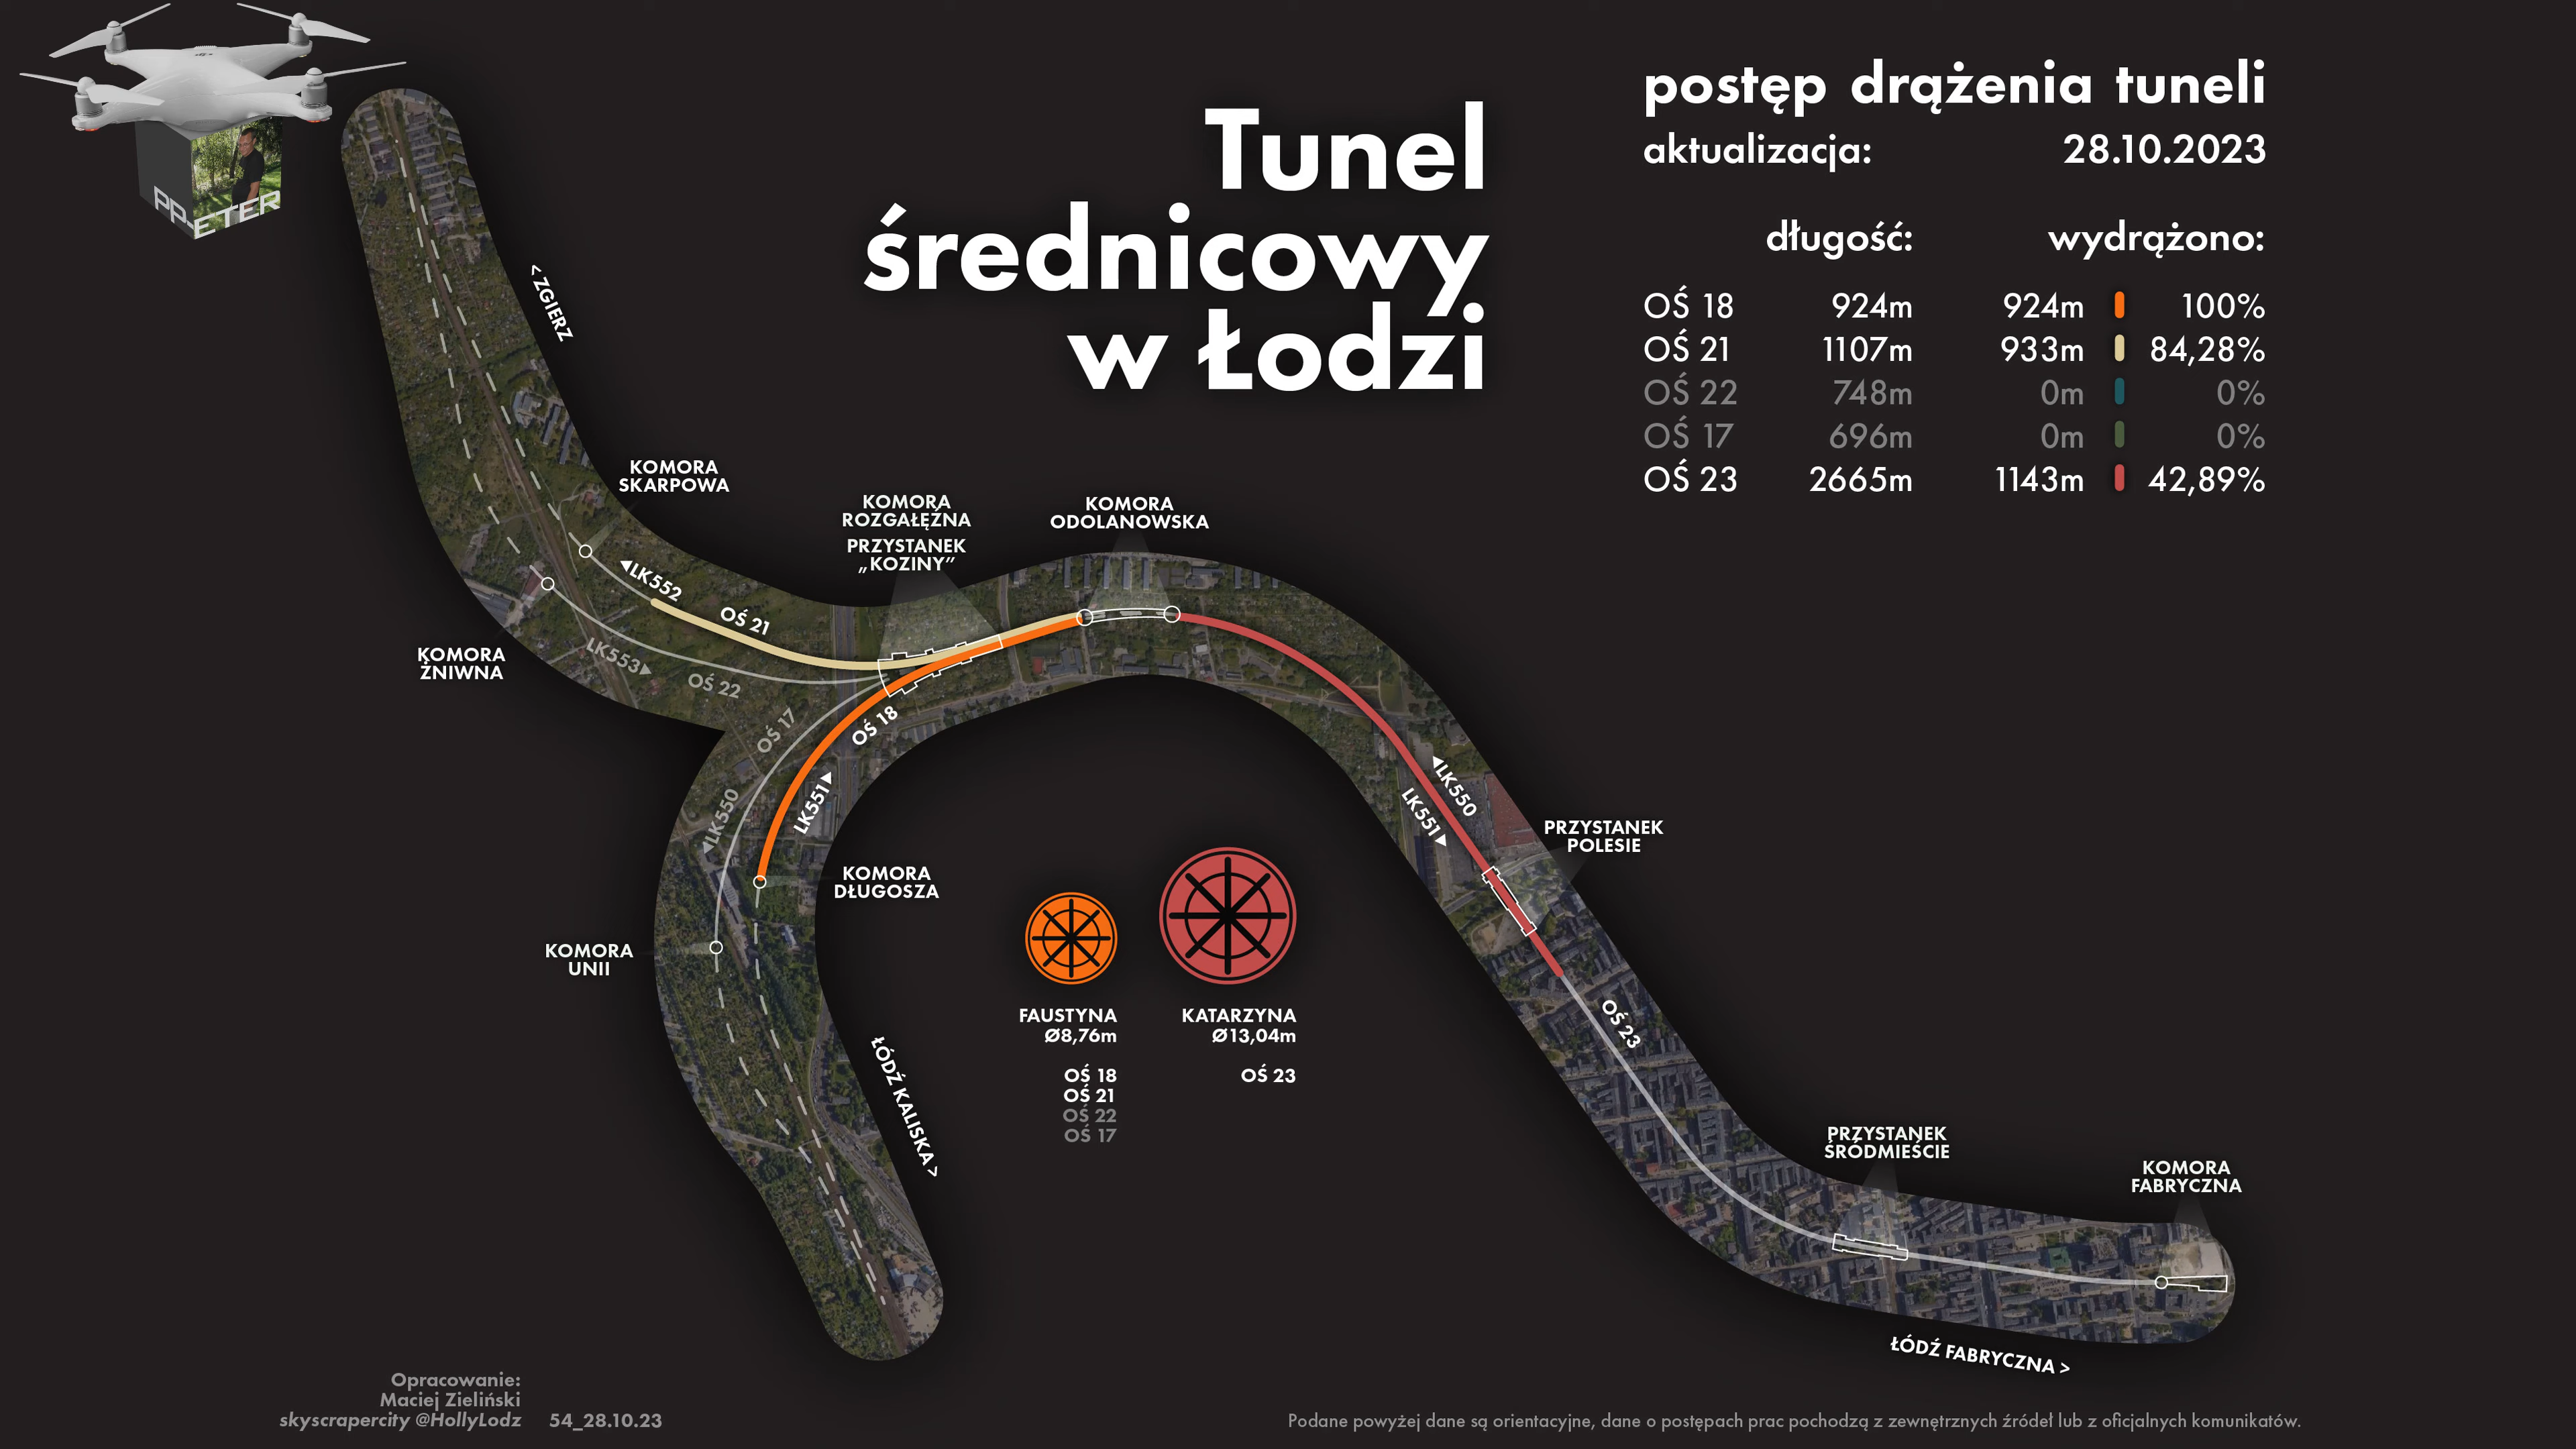 PP-ETER
Tunel
średnicowy
w Łodzi
postęp drążenia tuneli
aktualizacja: 28.10.2023
długość: wydrążono:
OŚ 18 924m 924m 100%
OŚ 21 1107m 933m 84,28%
OŚ 22 748m 0m 0%
OŚ 17 696m 0m 0%
OŚ 23 2665m 1143m 42,89%
< ZGIERZ
KOMORA
SKARPOWA
KOMORA
ROZGAŁĘŹNA
PRZYSTANEK
„KOZINY”
KOMORA
ODOLANOWSKA
◄LK552
OŚ 21
KOMORA
ŻNIWNA
LK553►
OŚ 22
OŚ 17
OŚ 18
◄LK550
LK551►
◄LK550
LK551►
PRZYSTANEK
POLESIE
KOMORA
DŁUGOSZA
KOMORA
UNII
FAUSTYNA
Ø8,76m
OŚ 18
OŚ 21
OŚ 22
OŚ 17
KATARZYNA
Ø13,04m
OŚ 23
OŚ 23
ŁÓDŹ KALISKA >
PRZYSTANEK
ŚRÓDMIEŚCIE
KOMORA
FABRYCZNA
ŁÓDŹ FABRYCZNA >
Opracowanie:
Maciej Zieliński
skyscrapercity @HollyLodz 54_28.10.23
Podane powyżej dane są orientacyjne, dane o postępach prac pochodzą z zewnętrznych źródeł lub z oficjalnych komunikatów.